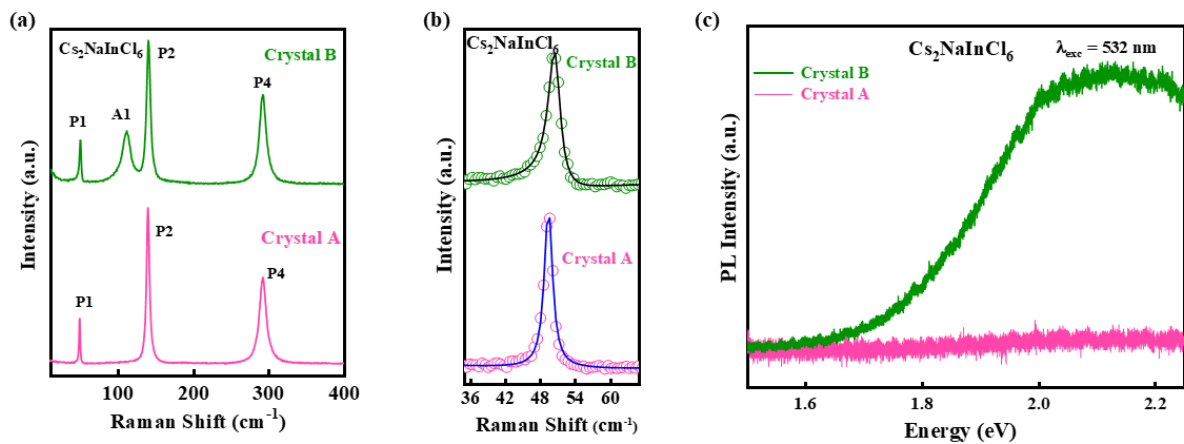 (a)
Cs₂NaInCl₆
P2
Crystal B
P4
P1
A1
P2
Crystal A
P4
P1
Intensity (a.u.)
100 200 300 400
Raman Shift (cm⁻¹)
(b)
Cs₂NaInCl₆
Crystal B
Crystal A
Intensity (a.u.)
36 42 48 54 60
Raman Shift (cm⁻¹)
(c)
Cs₂NaInCl₆
λexc = 532 nm
Crystal B
Crystal A
PL Intensity (a.u.)
1.6 1.8 2.0 2.2
Energy (eV)